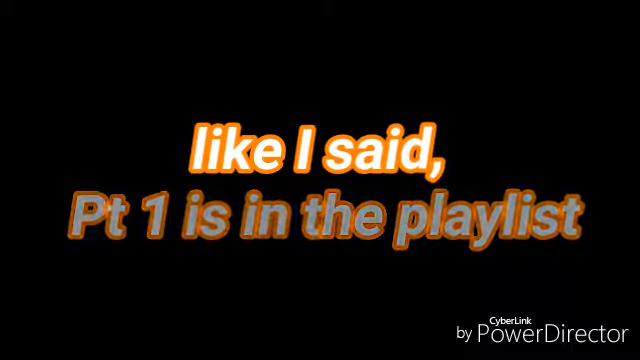 like I said,
Pt 1 is in the playlist
CyberLink
by PowerDirector